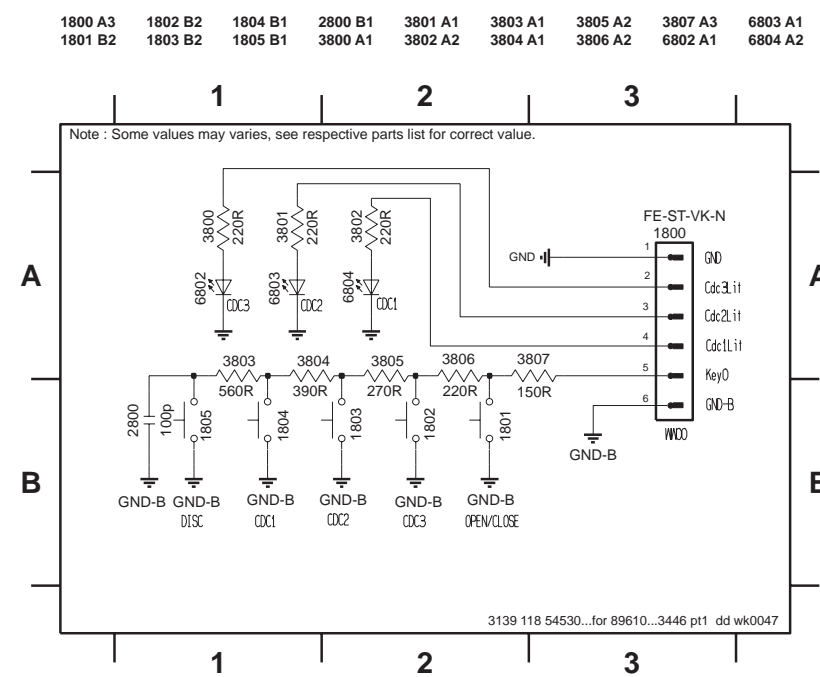 1800 A3 1802 B2 1804 B1 2800 B1 3801 A1 3803 A1 3805 A2 3807 A3 6803 A1
1801 B2 1803 B2 1805 B1 3800 A1 3802 A2 3804 A1 3806 A2 6802 A1 6804 A2
1 2 3
Note : Some values may varies, see respective parts list for correct value.
3800 220R 3801 220R 3802 220R
FE-ST-VK-N
1800
GND 1 GND
A A
6802 CDC3 6803 CDC2 6804 CDC1
2 Cdc3Lit
3 Cdc2Lit
4 Cdc1Lit
3803 3804 3805 3806 3807 5 Key0
560R 390R 270R 220R 150R
6 GND-B
2800 100p 1805 1804 1803 1802 1801
GND-B
B B
GND-B GND-B GND-B GND-B GND-B GND-B
DISC CDC1 CDC2 CDC3 OPEN/CLOSE
3139 118 54530...for 89610...3446 pt1 dd wk0047
1 2 3